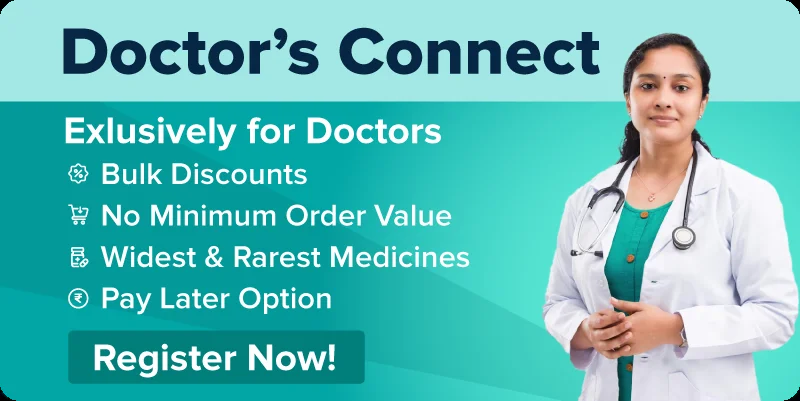 Doctor’s Connect
Exlusively for Doctors
Bulk Discounts
No Minimum Order Value
Widest & Rarest Medicines
Pay Later Option
Register Now!